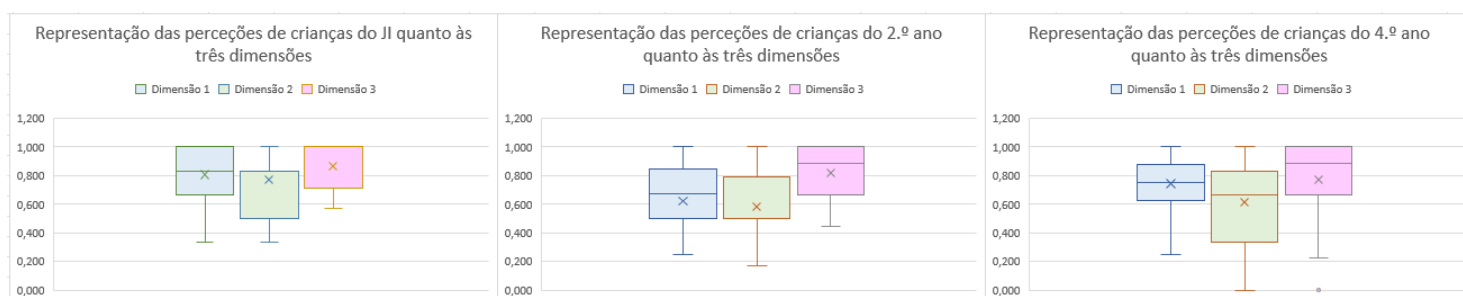 Representação das perceções de crianças do JI quanto às
três dimensões
Dimensão 1 Dimensão 2 Dimensão 3
1,200
1,000
0,800
0,600
0,400
0,200
0,000
Representação das perceções de crianças do 2.º ano
quanto às três dimensões
Dimensão 1 Dimensão 2 Dimensão 3
1,200
1,000
0,800
0,600
0,400
0,200
0,000
Representação das perceções de crianças do 4.º ano
quanto às três dimensões
Dimensão 1 Dimensão 2 Dimensão 3
1,200
1,000
0,800
0,600
0,400
0,200
0,000